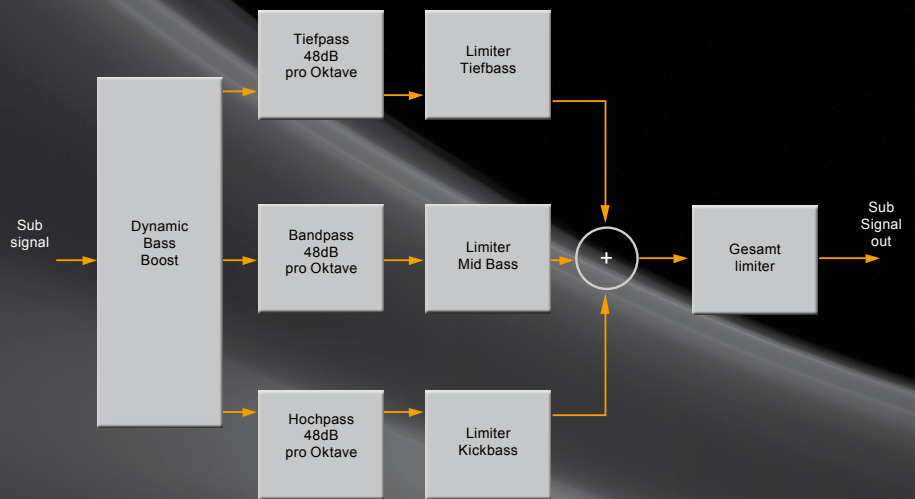 Sub
signal
Dynamic
Bass
Boost
Tiefpass
48dB
pro Oktave
Limiter
Tiefbass
Bandpass
48dB
pro Oktave
Limiter
Mid Bass
Hochpass
48dB
pro Oktave
Limiter
Kickbass
+
Gesamt
limiter
Sub
Signal
out